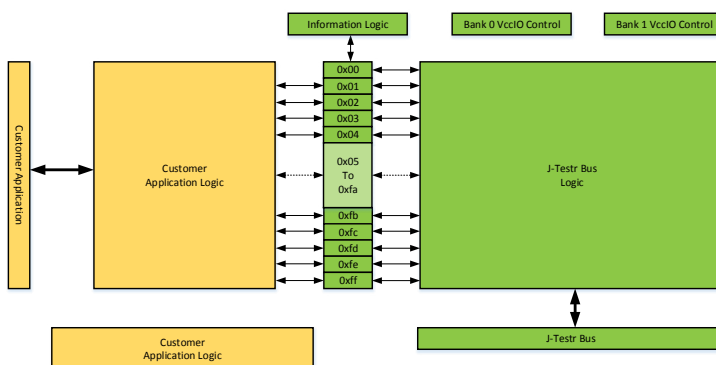 Information Logic
Bank 0 VccIO Control
Bank 1 VccIO Control
Customer Application
Customer
Application Logic
0x00
0x01
0x02
0x03
0x04
0x05
To
0xfa
0xfb
0xfc
0xfd
0xfe
0xff
J-Testr Bus
Logic
Customer
Application Logic
J-Testr Bus